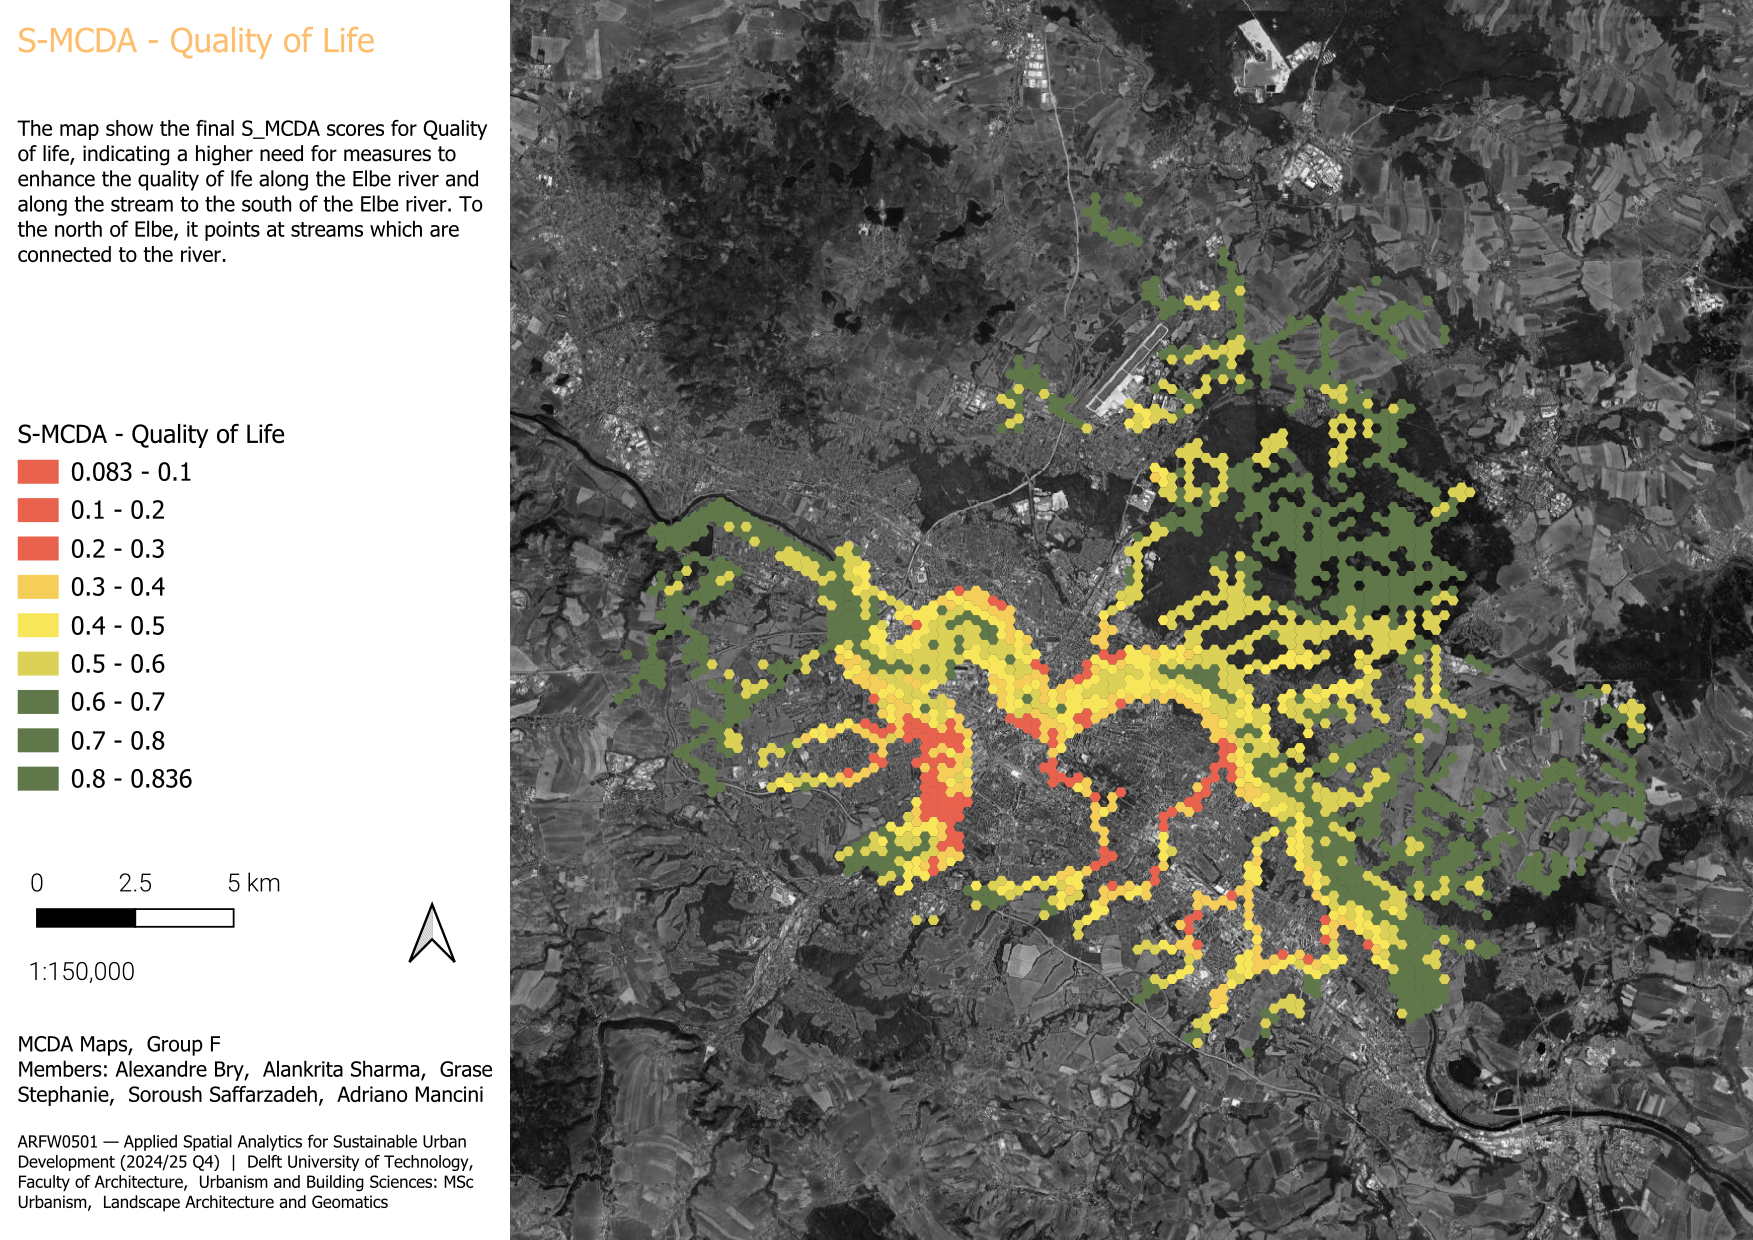 S-MCDA - Quality of Life
The map show the final S_MCDA scores for Quality
of life, indicating a higher need for measures to
enhance the quality of lfe along the Elbe river and
along the stream to the south of the Elbe river. To
the north of Elbe, it points at streams which are
connected to the river.
S-MCDA - Quality of Life
0.083 - 0.1
0.1 - 0.2
0.2 - 0.3
0.3 - 0.4
0.4 - 0.5
0.5 - 0.6
0.6 - 0.7
0.7 - 0.8
0.8 - 0.836
0 2.5 5 km
1:150,000
MCDA Maps, Group F
Members: Alexandre Bry, Alankrita Sharma, Grase
Stephanie, Soroush Saffarzadeh, Adriano Mancini
ARFW0501 — Applied Spatial Analytics for Sustainable Urban
Development (2024/25 Q4) | Delft University of Technology,
Faculty of Architecture, Urbanism and Building Sciences: MSc
Urbanism, Landscape Architecture and Geomatics